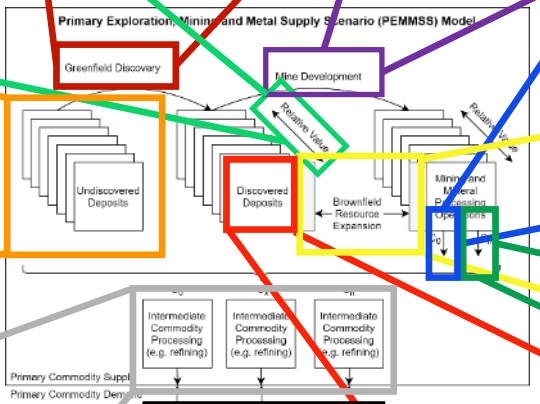 Primary Exploration, Mining and Metal Supply Scenario (PEMMSS) Model
Greenfield Discovery
Mine Development
Relative Value
Relative Value
Undiscovered
Deposits
Discovered
Deposits
Brownfield
Resource
Expansion
Mining and
Mineral
Processing
Operations
Intermediate
Commodity
Processing
(e.g. refining)
Intermediate
Commodity
Processing
(e.g. refining)
Intermediate
Commodity
Processing
(e.g. refining)
Primary Commodity Suppl
Primary Commodity Dem